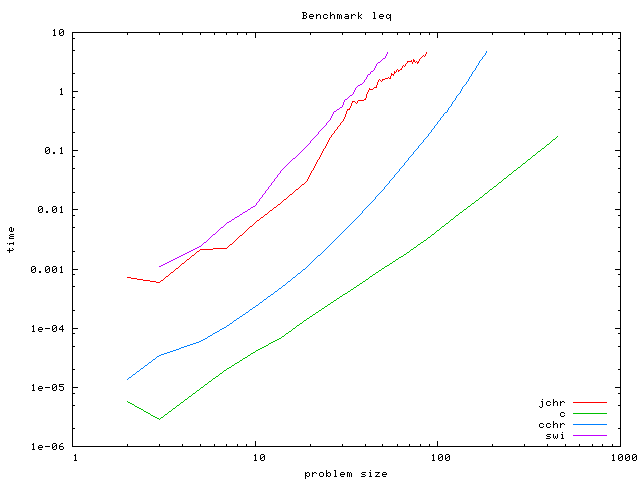 Benchmark leq
10
1
0.1
0.01
0.001
1e-04
1e-05
1e-06
time
jchr
c
cchr
swi
1 10 100 1000
problem size